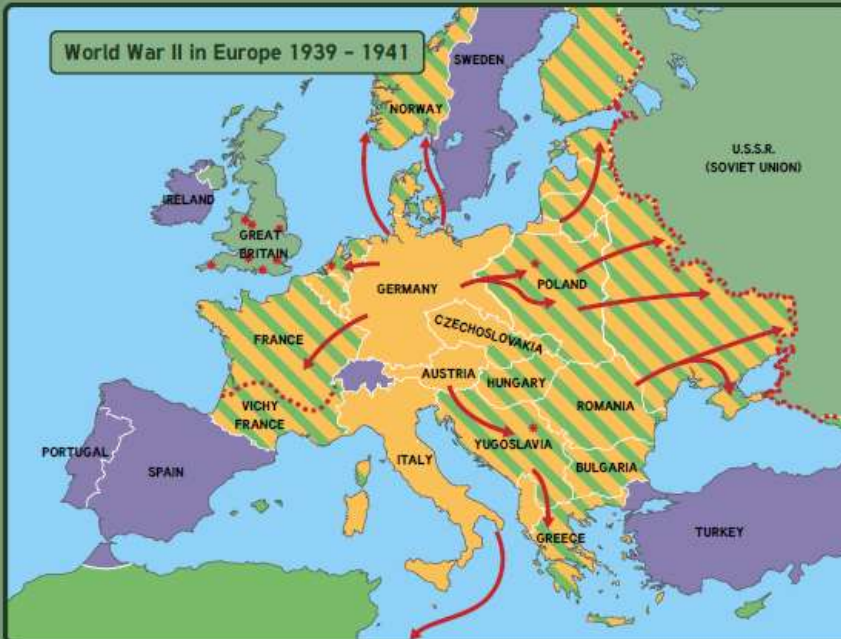 World War II in Europe 1939 – 1941
SWEDEN
NORWAY
U.S.S.R.
(SOVIET UNION)
IRELAND
GREAT
BRITAIN
GERMANY
POLAND
CZECHOSLOVAKIA
FRANCE
AUSTRIA
HUNGARY
VICHY
FRANCE
ROMANIA
YUGOSLAVIA
PORTUGAL
SPAIN
ITALY
BULGARIA
GREECE
TURKEY